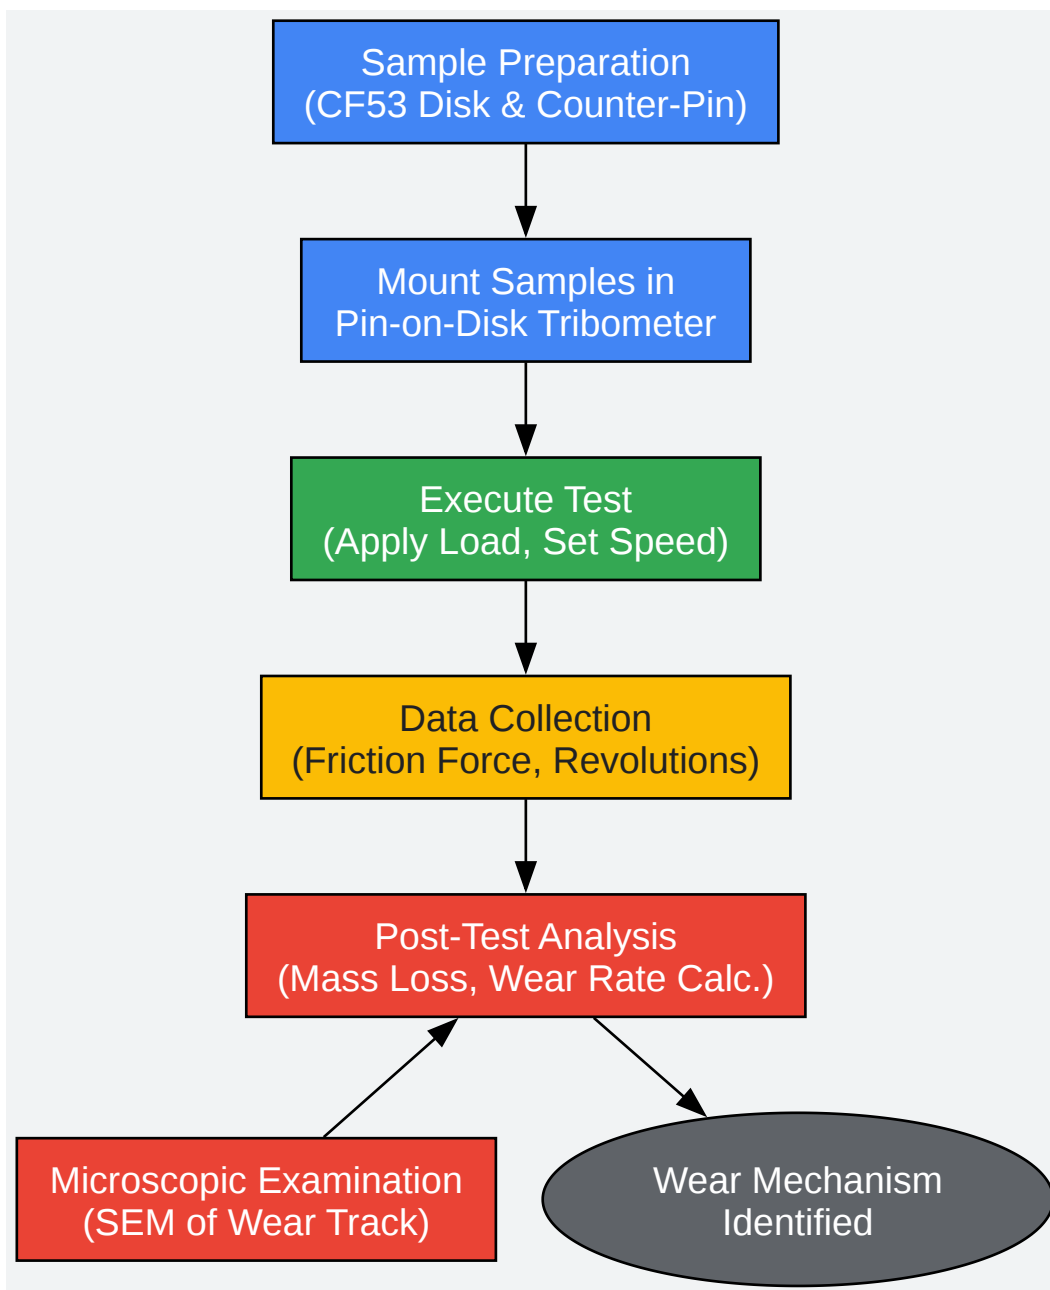 Sample Preparation
(CF53 Disk & Counter-Pin)
Mount Samples in
Pin-on-Disk Tribometer
Execute Test
(Apply Load, Set Speed)
Data Collection
(Friction Force, Revolutions)
Post-Test Analysis
(Mass Loss, Wear Rate Calc.)
Microscopic Examination
(SEM of Wear Track)
Wear Mechanism
Identified